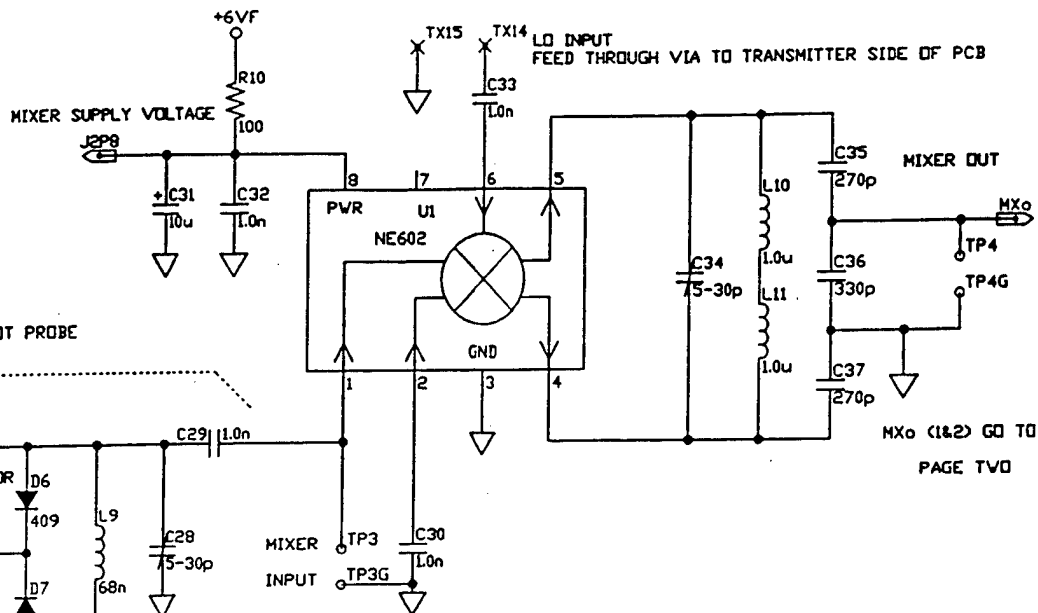 +6VF
TX15
TX14
LO INPUT
FEED THROUGH VIA TO TRANSMITTER SIDE OF PCB
R10
100
C33
1.0n
MIXER SUPPLY VOLTAGE
J2P8
+
C31
10u
C32
1.0n
8
7
6
5
PWR
U1
NE602
GND
1
2
3
4
C34
5-30p
L10
1.0u
L11
1.0u
C35
270p
MIXER OUT
MXo
C36
330p
TP4
TP4G
C37
270p
MXo (1&2) GO TO
PAGE TWO
OT PROBE
C29
1.0n
OR
D6
409
D7
L9
68n
C28
5-30p
MIXER
INPUT
TP3
TP3G
C30
1.0n